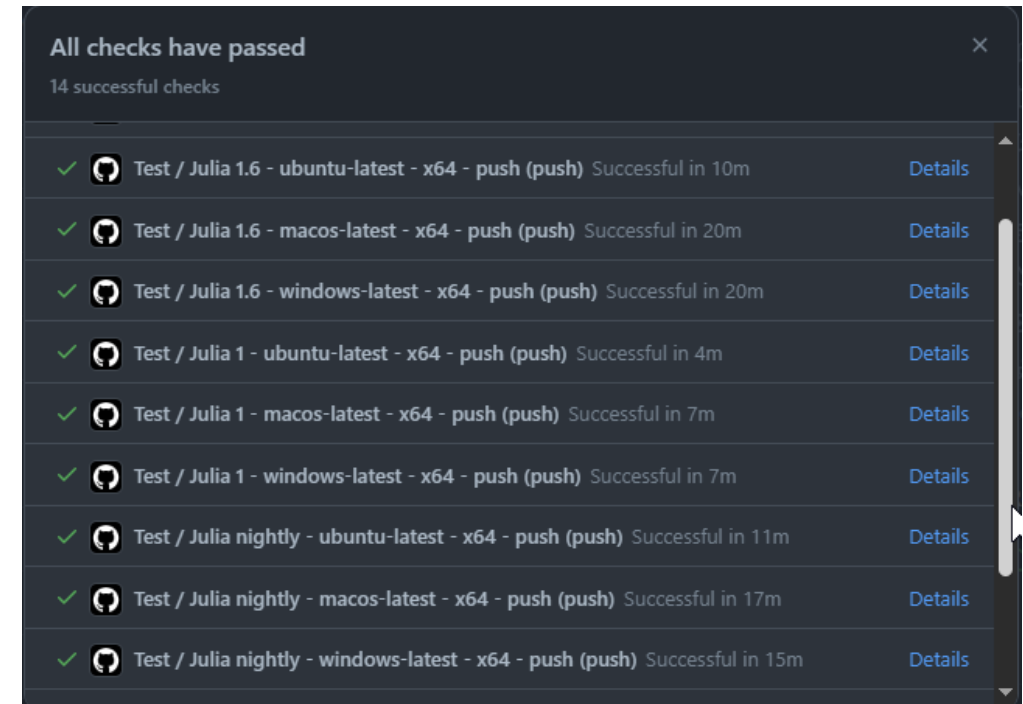 All checks have passed
14 successful checks
Test / Julia 1.6 - ubuntu-latest - x64 - push (push) Successful in 10m Details
Test / Julia 1.6 - macos-latest - x64 - push (push) Successful in 20m Details
Test / Julia 1.6 - windows-latest - x64 - push (push) Successful in 20m Details
Test / Julia 1 - ubuntu-latest - x64 - push (push) Successful in 4m Details
Test / Julia 1 - macos-latest - x64 - push (push) Successful in 7m Details
Test / Julia 1 - windows-latest - x64 - push (push) Successful in 7m Details
Test / Julia nightly - ubuntu-latest - x64 - push (push) Successful in 11m Details
Test / Julia nightly - macos-latest - x64 - push (push) Successful in 17m Details
Test / Julia nightly - windows-latest - x64 - push (push) Successful in 15m Details